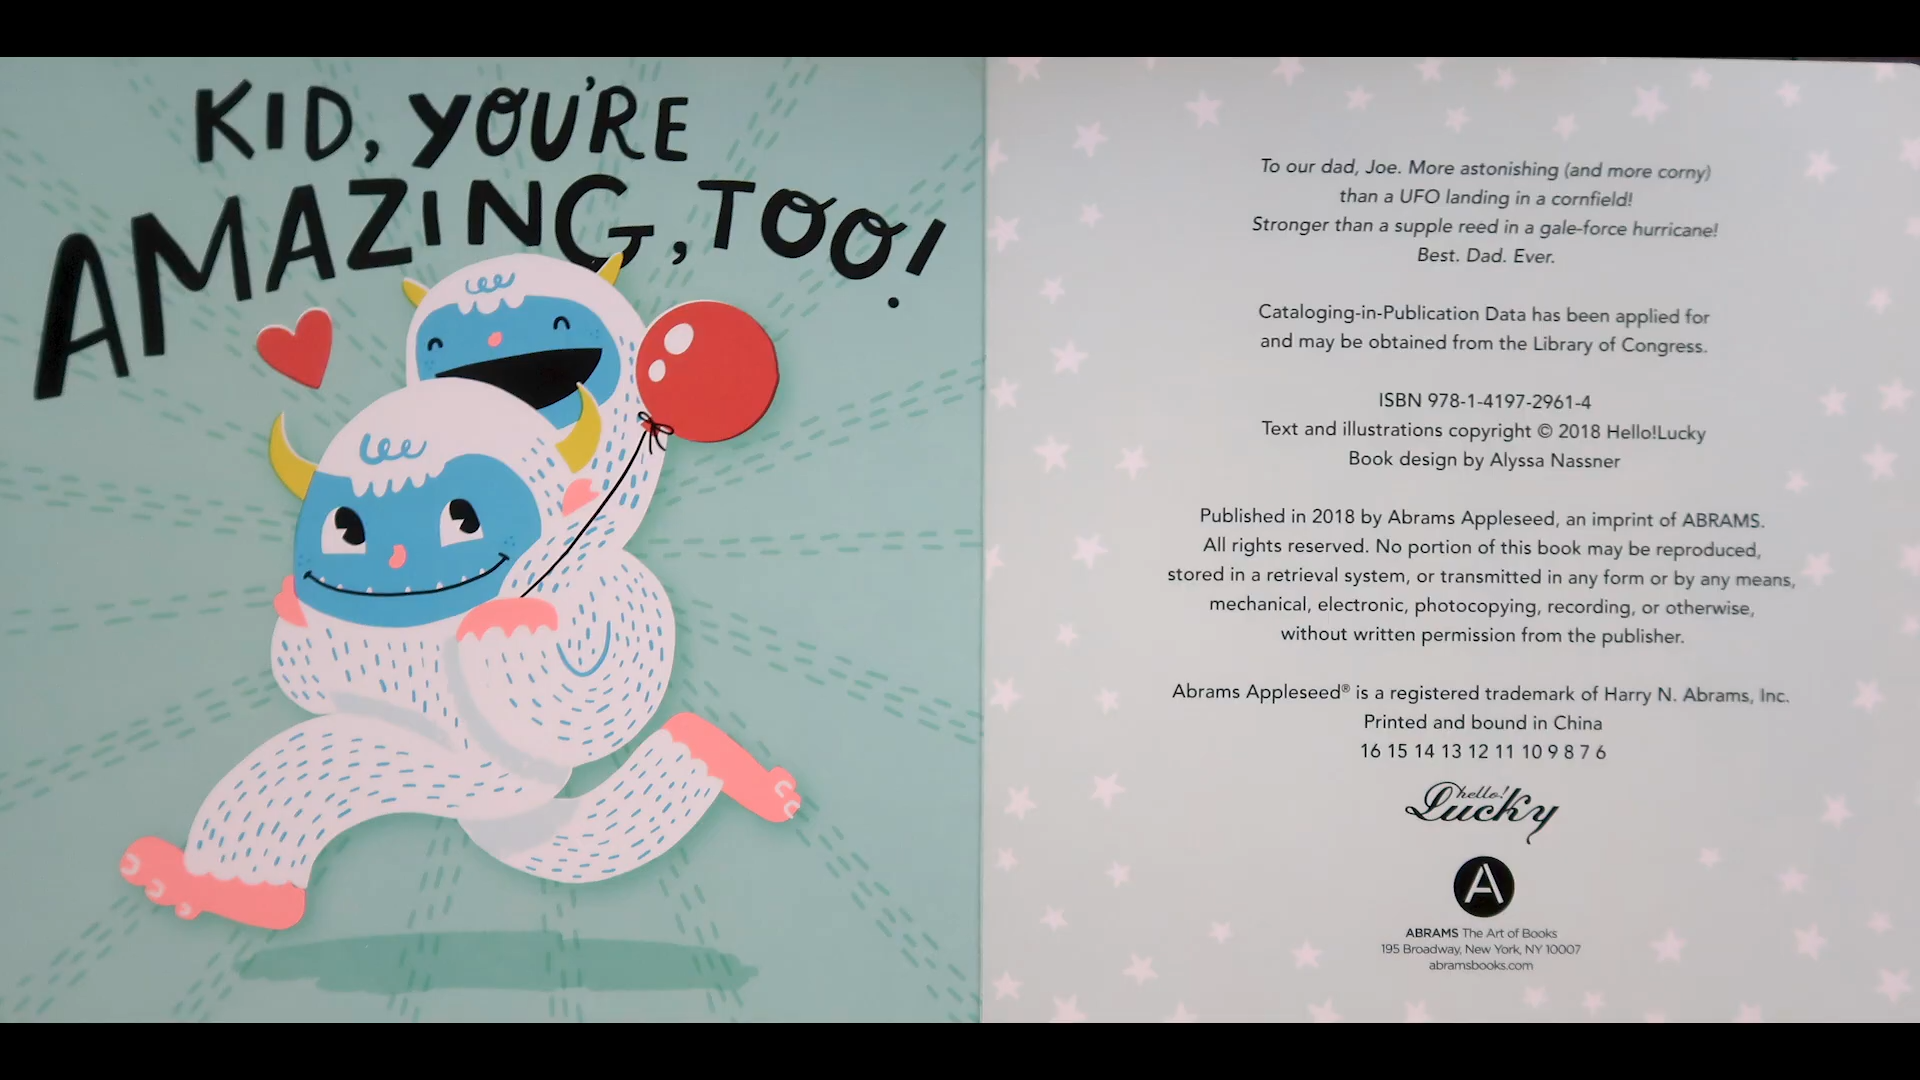 KID, YOU'RE
AMAZING, TOO!
To our dad, Joe. More astonishing (and more corny)
than a UFO landing in a cornfield!
Stronger than a supple reed in a gale-force hurricane!
Best. Dad. Ever.
Cataloging-in-Publication Data has been applied for
and may be obtained from the Library of Congress.
ISBN 978-1-4197-2961-4
Text and illustrations copyright © 2018 Hello!Lucky
Book design by Alyssa Nassner
Published in 2018 by Abrams Appleseed, an imprint of ABRAMS.
All rights reserved. No portion of this book may be reproduced,
stored in a retrieval system, or transmitted in any form or by any means,
mechanical, electronic, photocopying, recording, or otherwise,
without written permission from the publisher.
Abrams Appleseed® is a registered trademark of Harry N. Abrams, Inc.
Printed and bound in China
16 15 14 13 12 11 10 9 8 7 6
hello!
Lucky
A
ABRAMS The Art of Books
195 Broadway, New York, NY 10007
abramsbooks.com